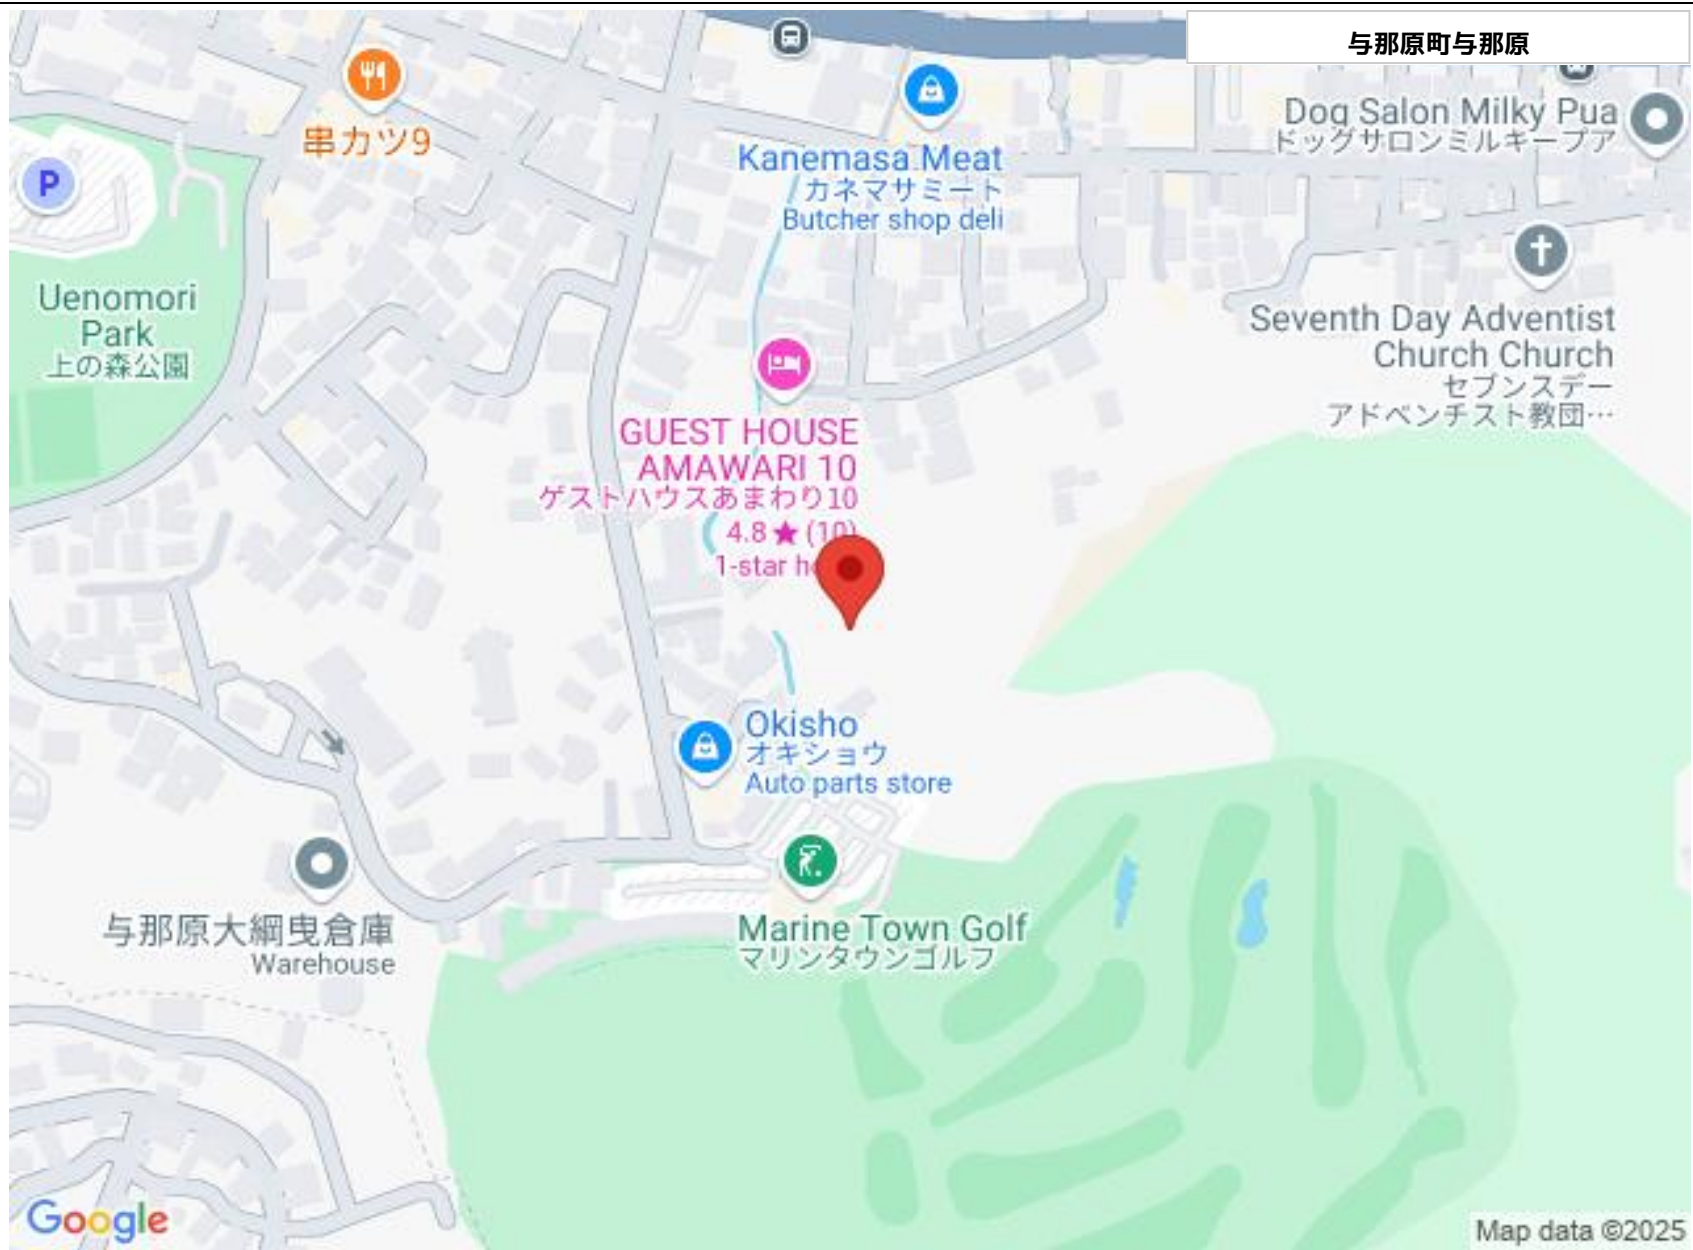 与那原町与那原
串カツ9
Kanemasa Meat
カネマサミート
Butcher shop deli
Dog Salon Milky Pua
ドッグサロンミルキープア
P
Uenomori
Park
上の森公園
Seventh Day Adventist
Church Church
セブンスデー
アドベンチスト教団…
GUEST HOUSE
AMAWARI 10
ゲストハウスあまわり10
4.8 ★ (10)
1-star
Okisho
オキショウ
Auto parts store
与那原大綱曳倉庫
Warehouse
Marine Town Golf
マリンタウンゴルフ
Google
Map data ©2025